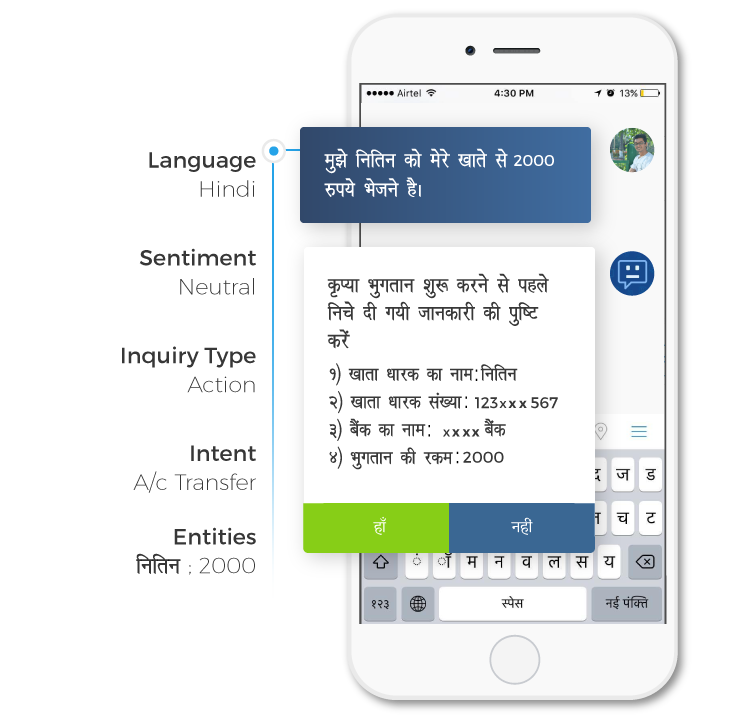 Airtel 4:30 PM 13%
Language
Hindi
Sentiment
Neutral
Inquiry Type
Action
Intent
A/c Transfer
Entities
नितिन ; 2000
मुझे नितिन को मेरे खाते से 2000
रुपये भेजने है।
कृप्या भुगतान शुरू करने से पहले
निचे दी गयी जानकारी की पुष्टि
करें
१) खाता धारक का नाम:नितिन
२) खाता धारक संख्या: 123xxx567
३) बैंक का नाम: xxxx बैंक
४) भुगतान की रकम:2000
हाँ नही
द ज ड
च ट
ं ॉ म न व ल स य
१२३ स्पेस नई पंक्ति